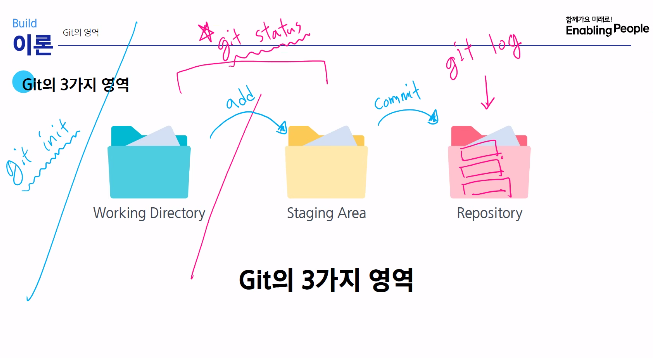 Build
이론
Git의 영역
함께가요 미래로!
Enabling People
★ git status
git log
Git의 3가지 영역
git init
add
commit
Working Directory
Staging Area
Repository
Git의 3가지 영역